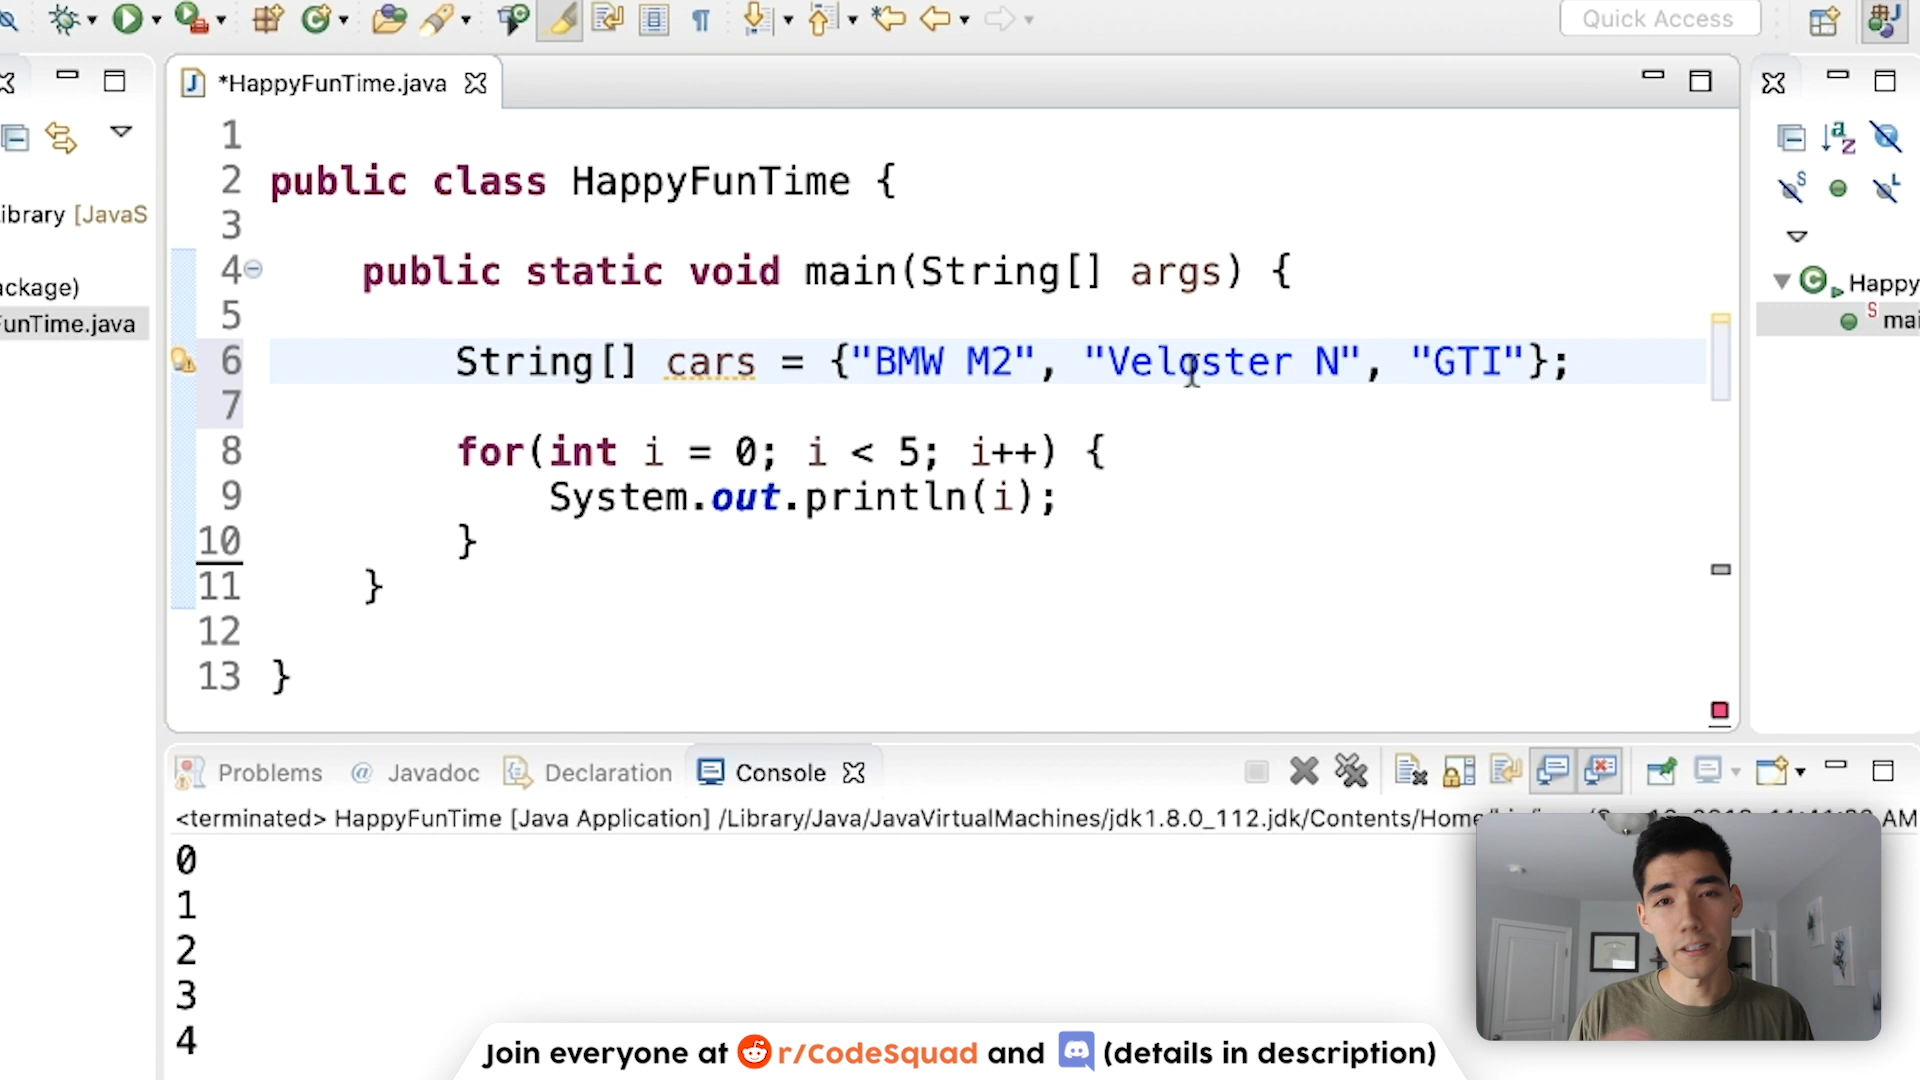 Quick Access
*HappyFunTime.java
ibrary [JavaS
ackage)
FunTime.java
1
2 public class HappyFunTime {
3
4 public static void main(String[] args) {
5
6 String[] cars = {"BMW M2", "Veloster N", "GTI"};
7
8 for(int i = 0; i < 5; i++) {
9 System.out.println(i);
10 }
11 }
12
13 }
Happy
mai
Problems @ Javadoc Declaration Console
<terminated> HappyFunTime [Java Application] /Library/Java/JavaVirtualMachines/jdk1.8.0_112.jdk/Contents/Home AM
0
1
2
3
4
Join everyone at r/CodeSquad and (details in description)